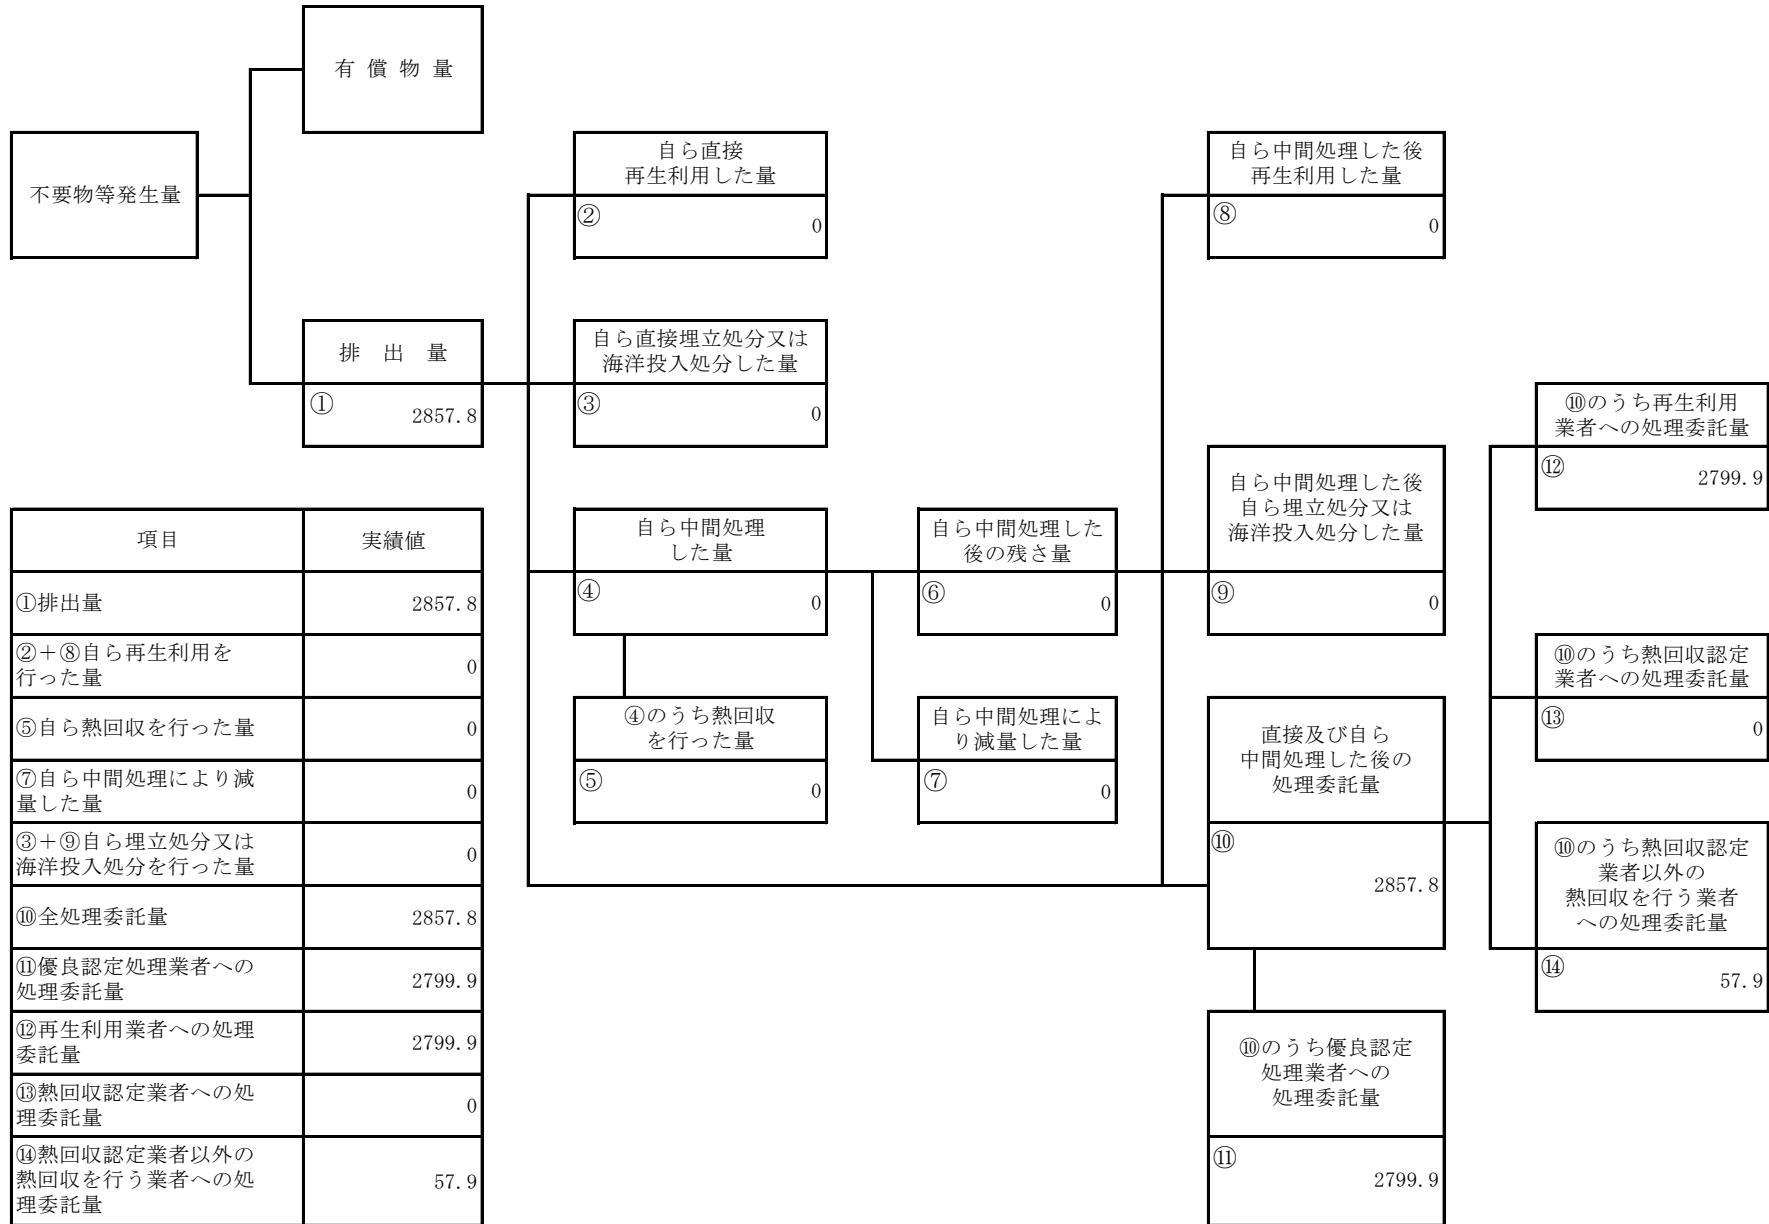 有 償 物 量
不要物等発生量
自ら直接
再生利用した量
②
0
自ら中間処理した後
再生利用した量
⑧
0
排 出 量
①
2857.8
自ら直接埋立処分又は
海洋投入処分した量
③
0
⑩のうち再生利用
業者への処理委託量
⑫
2799.9
自ら中間処理
した量
④
0
自ら中間処理した
後の残さ量
⑥
0
自ら中間処理した後
自ら埋立処分又は
海洋投入処分した量
⑨
0
⑩のうち熱回収認定
業者への処理委託量
⑬
0
④のうち熱回収
を行った量
⑤
0
自ら中間処理によ
り減量した量
⑦
0
直接及び自ら
中間処理した後の
処理委託量
⑩
2857.8
⑩のうち熱回収認定
業者以外の
熱回収を行う業者
への処理委託量
⑭
57.9
⑩のうち優良認定
処理業者への
処理委託量
⑪
2799.9
項目
実績値
①排出量
2857.8
②＋⑧自ら再生利用を
行った量
0
⑤自ら熱回収を行った量
0
⑦自ら中間処理により減
量した量
0
③＋⑨自ら埋立処分又は
海洋投入処分を行った量
0
⑩全処理委託量
2857.8
⑪優良認定処理業者への
処理委託量
2799.9
⑫再生利用業者への処理
委託量
2799.9
⑬熱回収認定業者への処
理委託量
0
⑭熱回収認定業者以外の
熱回収を行う業者への処
理委託量
57.9